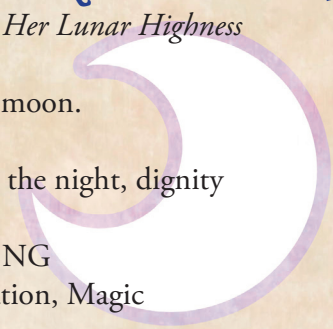 Her Lunar Highness
moon.
the night, dignity
NG
tion, Magic